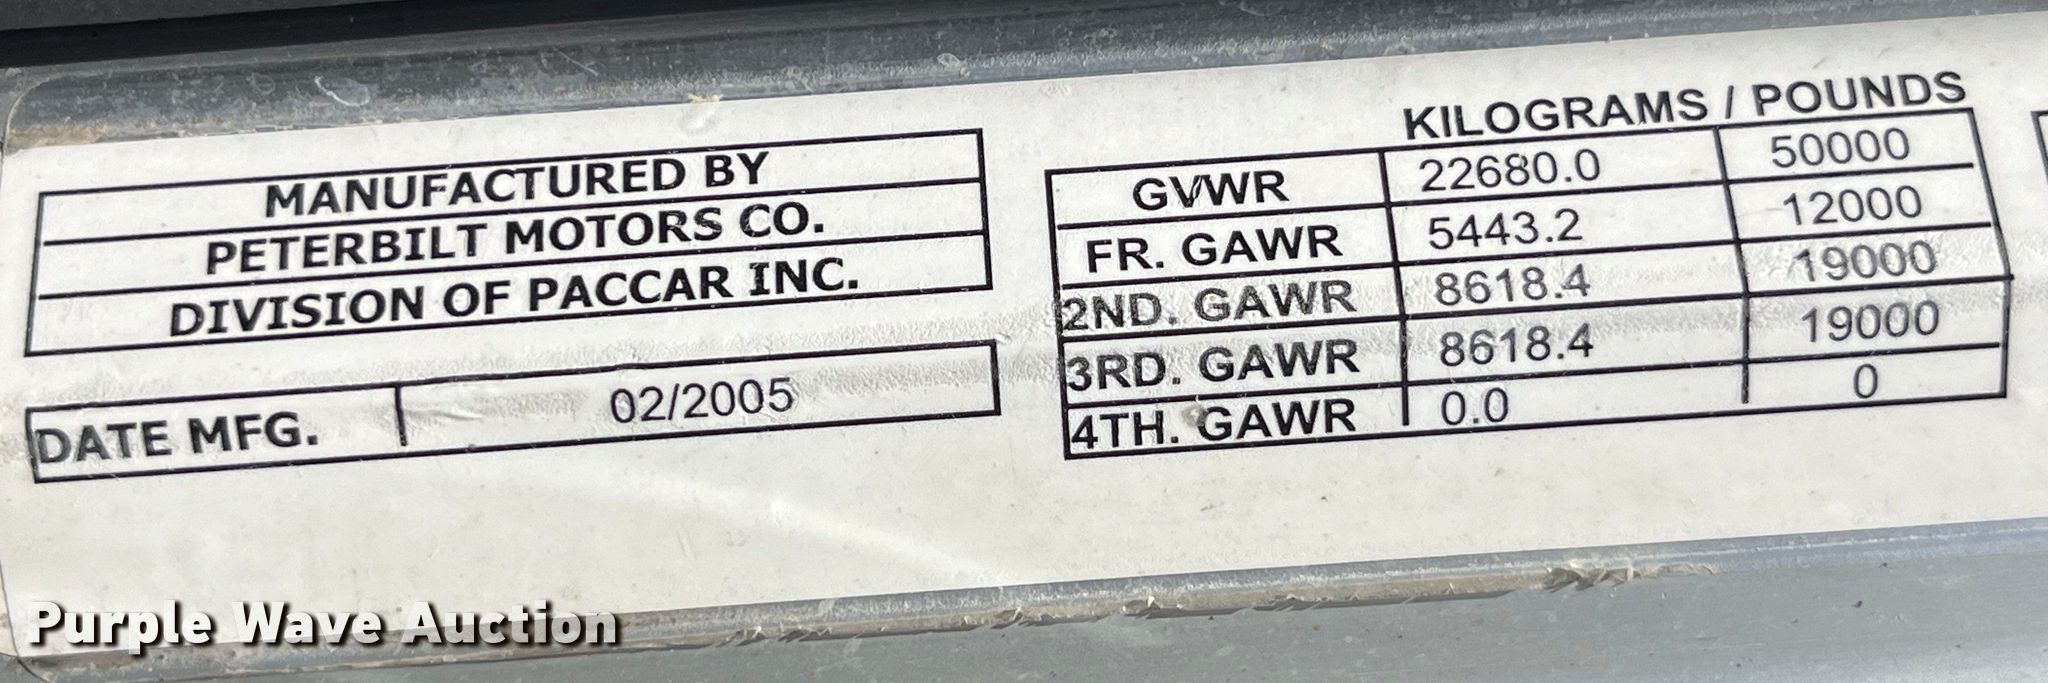 MANUFACTURED BY
PETERBILT MOTORS CO.
DIVISION OF PACCAR INC.
DATE MFG. 02/2005
KILOGRAMS / POUNDS
GVWR 22680.0 50000
FR. GAWR 5443.2 12000
2ND. GAWR 8618.4 19000
3RD. GAWR 8618.4 19000
4TH. GAWR 0.0 0
Purple Wave Auction